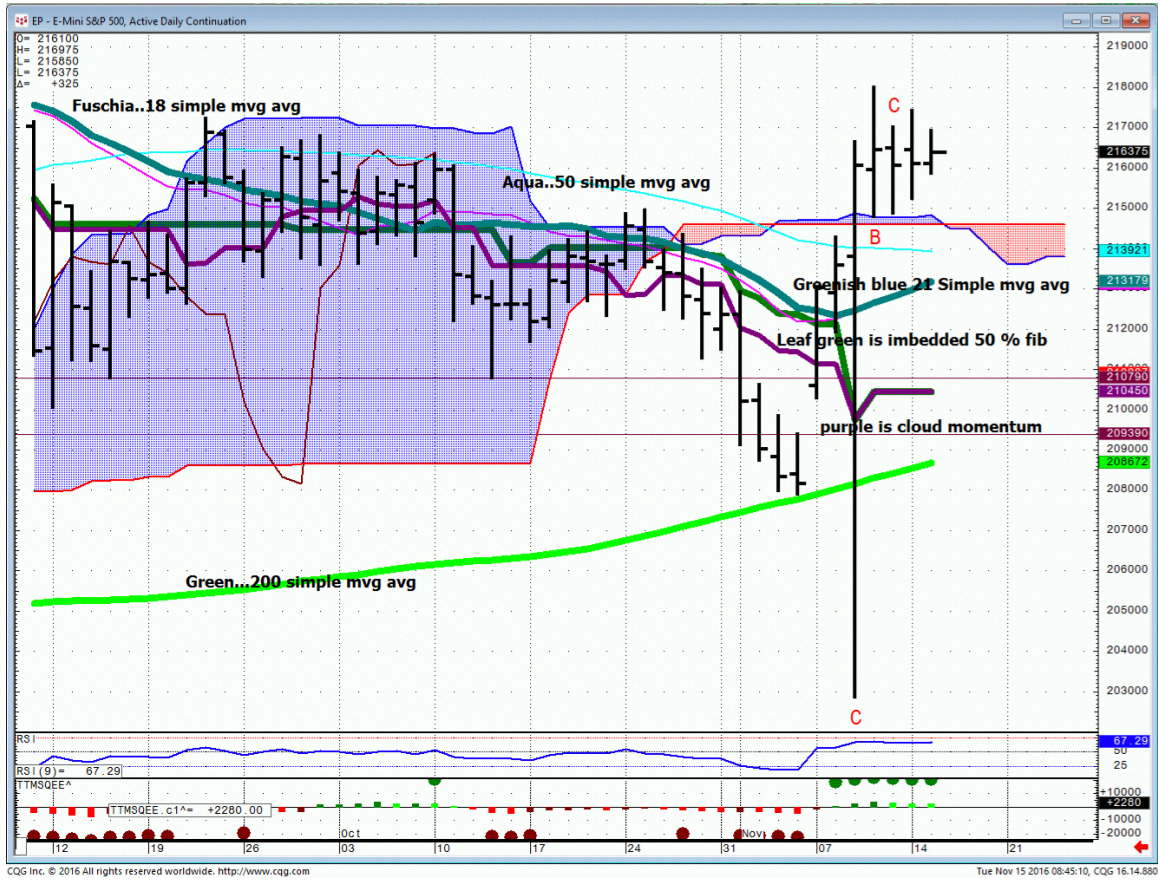 EP - E-Mini S&P 500, Active Daily Continuation
O= 216100
H= 216975
L= 215850
L= 216375
Δ= +325
219000
218000
Fuschia..18 simple mvg avg
C
217000
216375
216000
Aqua..50 simple mvg avg
215000
B
213921
Greenish blue 21 Simple mvg avg
213179
Leaf green is imbedded 50 % fib
212000
210790
210450
210000
purple is cloud momentum
209390
209000
208672
208000
207000
Green...200 simple mvg avg
206000
205000
204000
203000
C
RSI
67.29
50
25
RSI(9)= 67.29
TTMSQEE^
+10000
TTMSQEE.c1^= +2280.00
+2280
-10000
Oct
Nov
-20000
12
19
26
03
10
17
24
31
07
14
21
CQG Inc. © 2016 All rights reserved worldwide. http://www.cqg.com
Tue Nov 15 2016 08:45:10, CQG 16.14.880